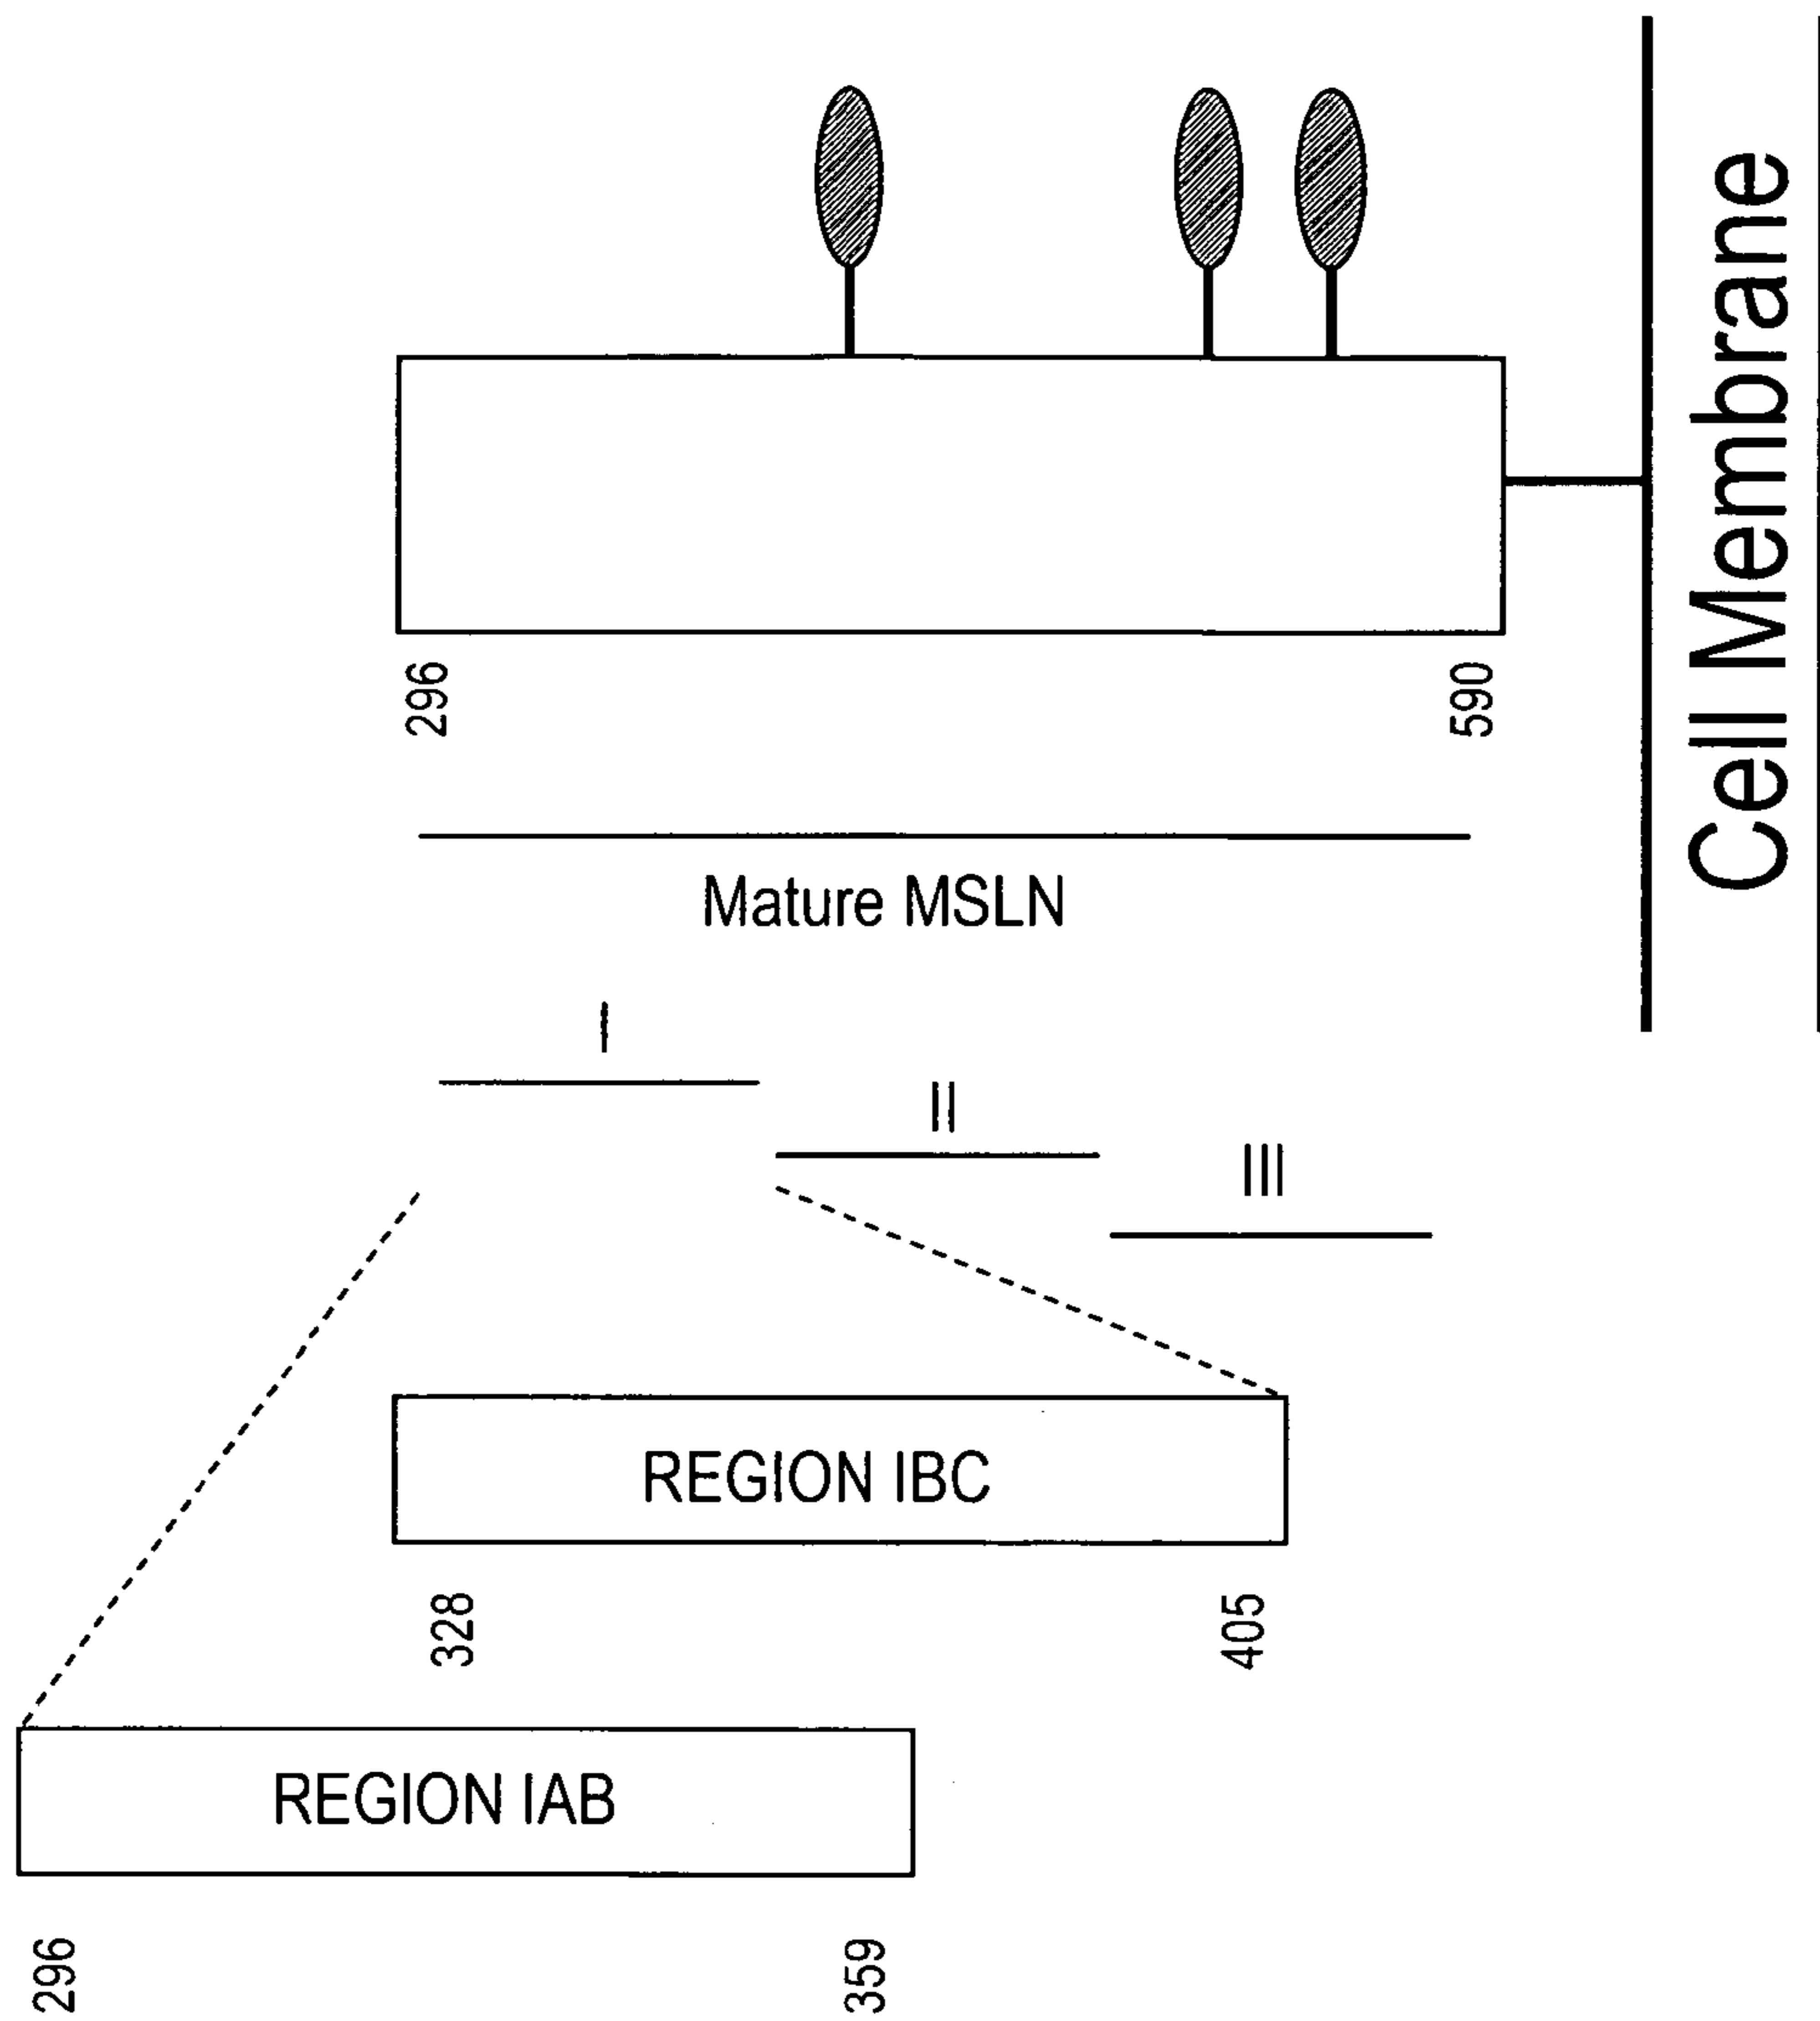 296
590
Cell Membrane
Mature MSLN
I
II
III
REGION IBC
328
405
REGION IAB
296
359